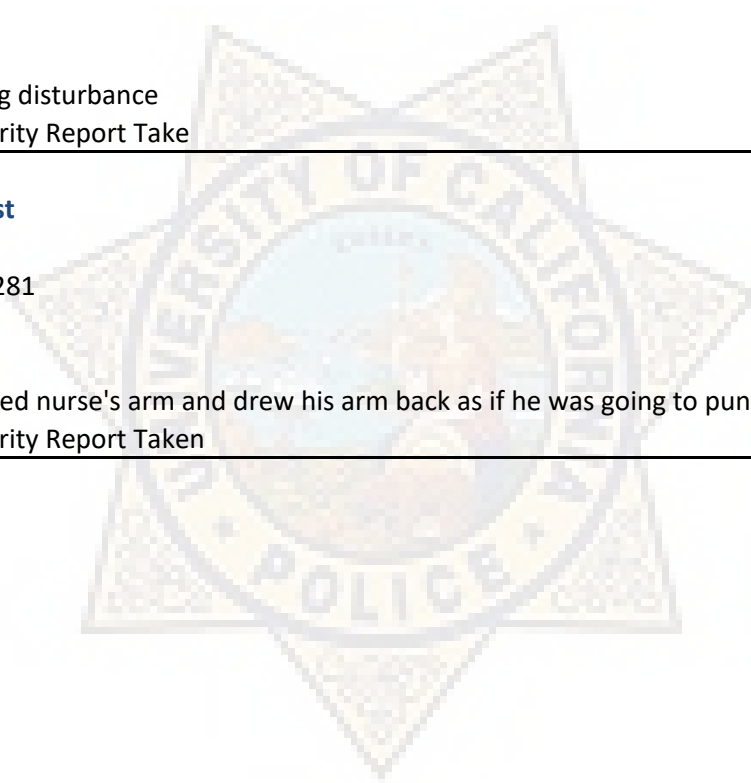 g disturbance
rity Report Take
st
281
ed nurse's arm and drew his arm back as if he was going to pun
rity Report Taken
UNIVERSITY OF CALIFORNIA
POLICE